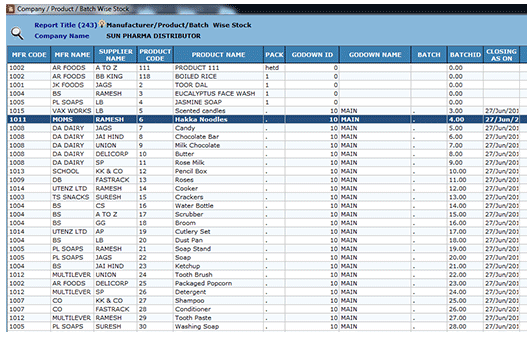 Company / Product / Batch Wise Stock
Report Title (243) Manufacturer/Product/Batch Wise Stock
Company Name SUN PHARMA DISTRIBUTOR
MFR CODE MFR NAME SUPPLIER NAME PRODUCT CODE PRODUCT NAME PACK GODOWN ID GODOWN NAME BATCH BATCHID CLOSING AS ON
1002 AR FOODS A TO Z 111 PRODUCT 111 hetd 0 0.00
1002 AR FOODS BB KING 118 BOILED RICE 1 0 0.00
1001 JK FOODS JAGS 2 TOOR DAL 1 0 0.00
1004 BS RAMESH 3 EUCALYPTUS FACE WASH 1 0 0.00
1005 PL SOAPS LB 4 JASMINE SOAP 1 0 0.00
1015 VAX WORKS LB 5 Scented candles . 10 MAIN . 3.00 27/Jun/201
1011 MOMS RAMESH 6 Hakka Noodles . 10 MAIN . 4.00 27/Jun/2
1008 DA DAIRY JAGS 7 Candy . 10 MAIN . 5.00 27/Jun/201
1008 DA DAIRY JAI HIND 8 Chocolate Bar . 10 MAIN . 6.00 27/Jun/201
1008 DA DAIRY UNION 9 Milk Chocolate . 10 MAIN . 7.00 27/Jun/201
1008 DA DAIRY DELICORP 10 Butter . 10 MAIN . 8.00 27/Jun/201
1008 DA DAIRY SP 11 Rose Milk . 10 MAIN . 9.00 27/Jun/201
1013 SCHOOL KK & CO 12 Pencil Box . 10 MAIN . 10.00 27/Jun/201
1009 DB FASTRACK 13 Roses . 10 MAIN . 11.00 27/Jun/201
1014 UTENZ LTD RAMESH 14 Cooker . 10 MAIN . 12.00 27/Jun/201
1003 TS SNACKS SURESH 15 Crackers . 10 MAIN . 13.00 27/Jun/201
1004 BS CS 16 Water Bottle . 10 MAIN . 14.00 27/Jun/201
1004 BS A TO Z 17 Scrubber . 10 MAIN . 15.00 27/Jun/201
1004 BS GG 18 Broom . 10 MAIN . 16.00 27/Jun/201
1014 UTENZ LTD AP 19 Cutlery Set . 10 MAIN . 17.00 27/Jun/201
1004 BS LB 20 Dust Pan . 10 MAIN . 18.00 27/Jun/201
1005 PL SOAPS RAMESH 21 Soap Stand . 10 MAIN . 19.00 27/Jun/201
1005 PL SOAPS JAGS 22 Soap . 10 MAIN . 20.00 27/Jun/201
1004 BS JAI HIND 23 Ketchup . 10 MAIN . 21.00 27/Jun/201
1012 MULTILEVER UNION 24 Tooth Brush . 10 MAIN . 22.00 27/Jun/201
1002 AR FOODS DELICORP 25 Packaged Popcorn . 10 MAIN . 23.00 27/Jun/201
1012 MULTILEVER SP 26 Detergent . 10 MAIN . 24.00 27/Jun/201
1007 CO KK & CO 27 Shampoo . 10 MAIN . 25.00 27/Jun/201
1007 CO FASTRACK 28 Conditioner . 10 MAIN . 26.00 27/Jun/201
1012 MULTILEVER RAMESH 29 Tooth Paste . 10 MAIN . 27.00 27/Jun/201
1005 PL SOAPS SURESH 30 Washing Soap . 10 MAIN . 28.00 27/Jun/201